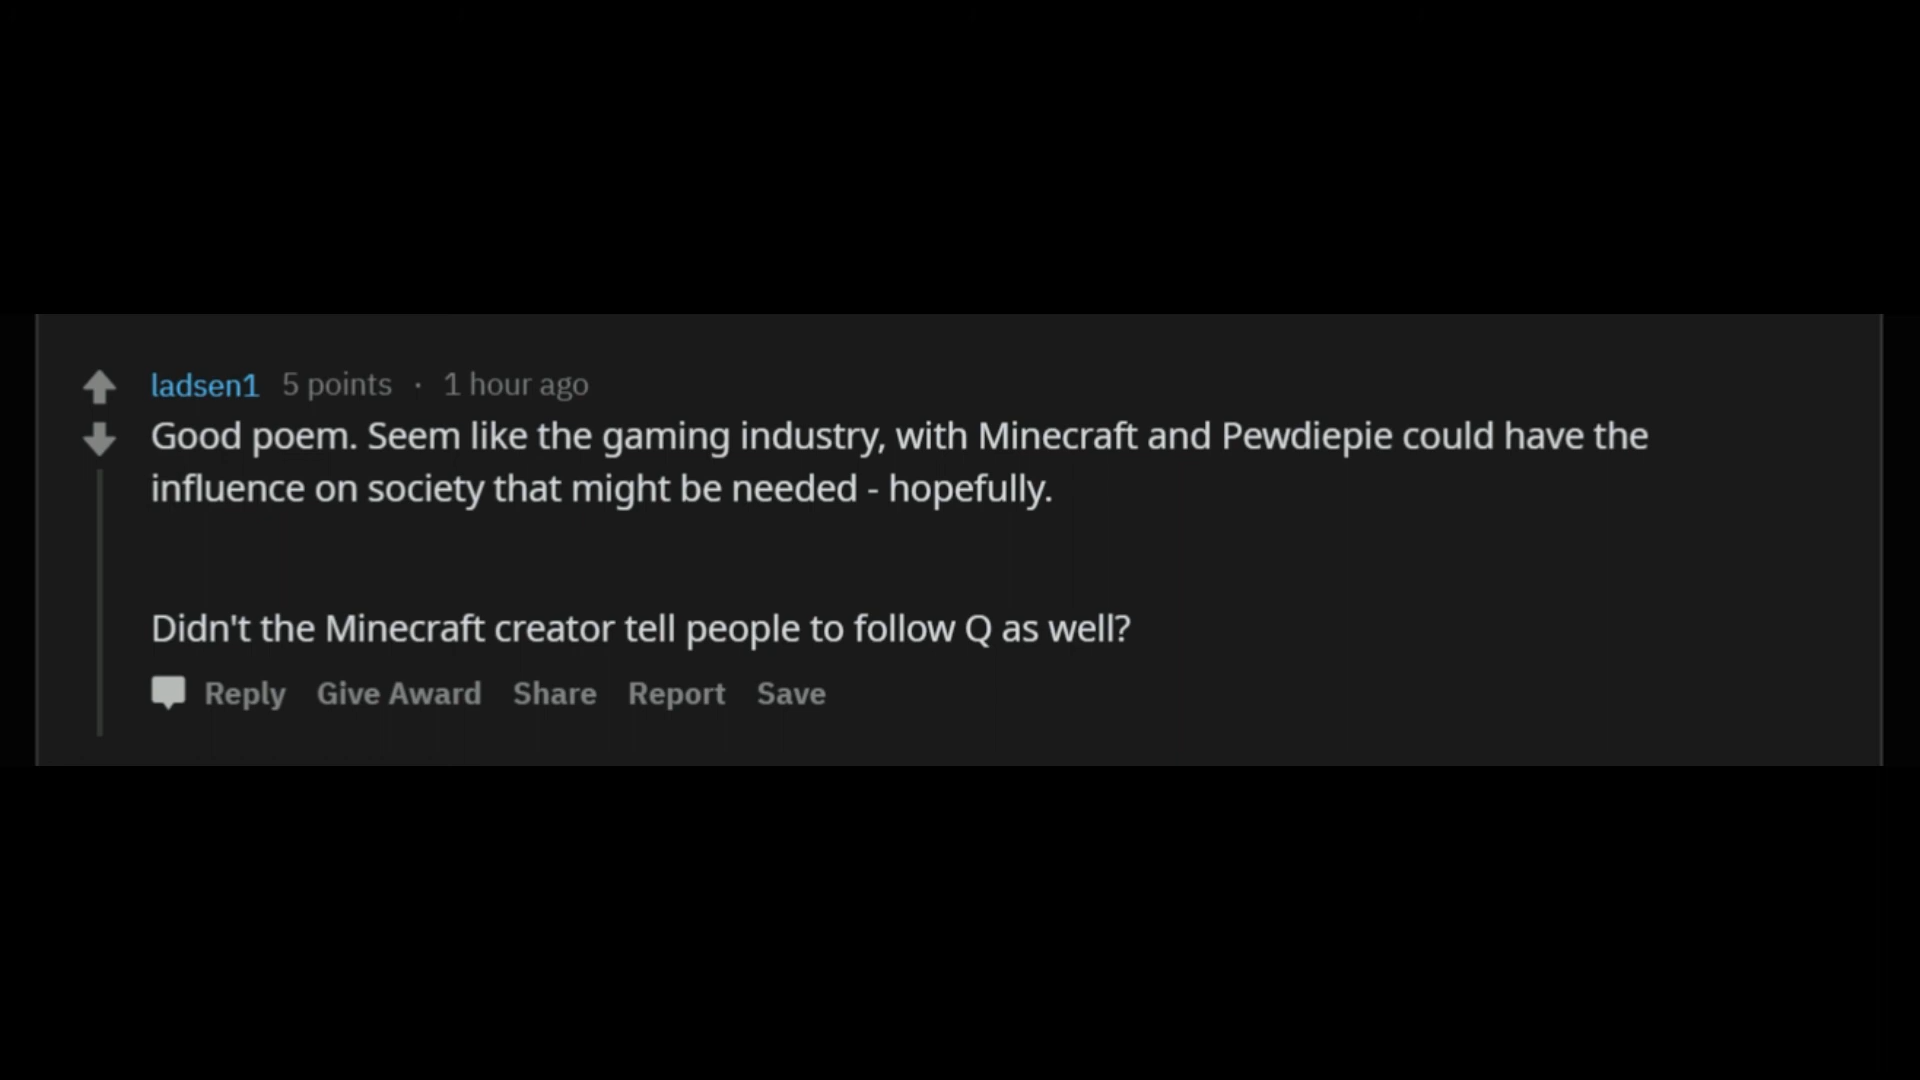 ladsen1 5 points · 1 hour ago
Good poem. Seem like the gaming industry, with Minecraft and Pewdiepie could have the
influence on society that might be needed - hopefully.
Didn't the Minecraft creator tell people to follow Q as well?
Reply Give Award Share Report Save